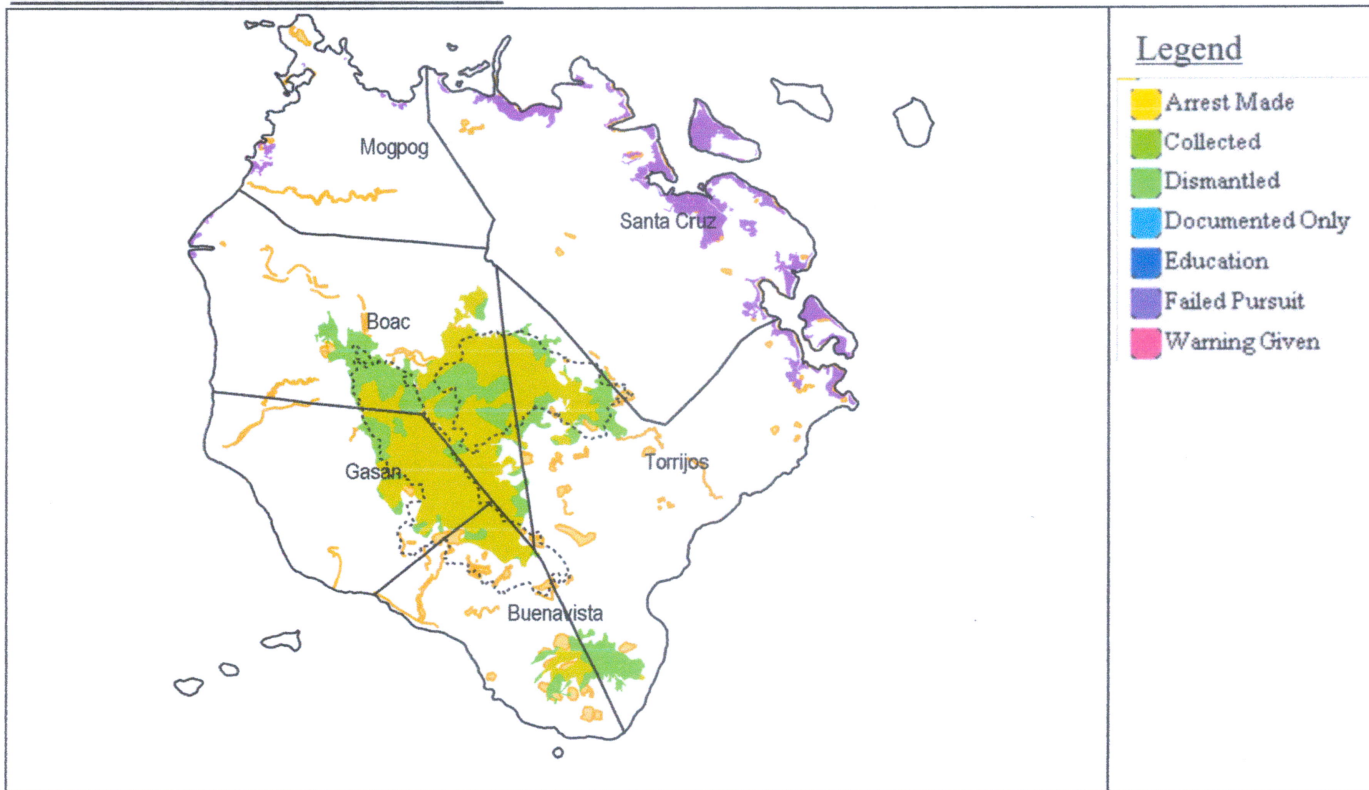 Legend
Arrest Made
Collected
Dismantled
Documented Only
Education
Failed Pursuit
Warning Given
Mogpog
Santa Cruz
Boac
Gasan
Torrijos
Buenavista